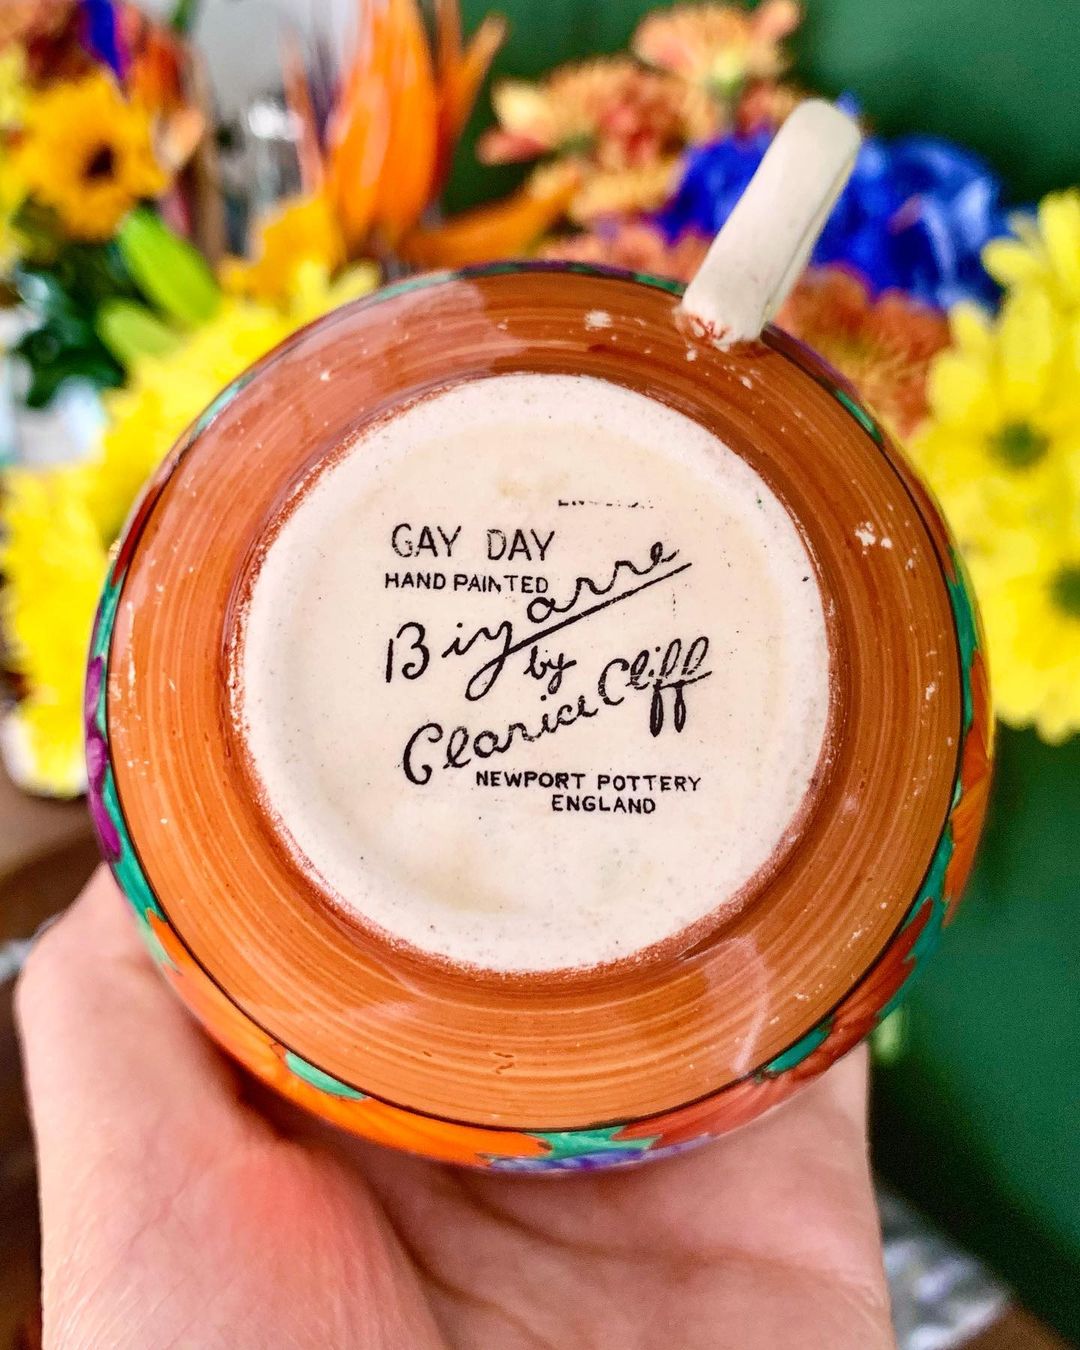 GAY DAY
HAND PAINTED
Bizarre
by
Clarice Cliff
NEWPORT POTTERY
ENGLAND